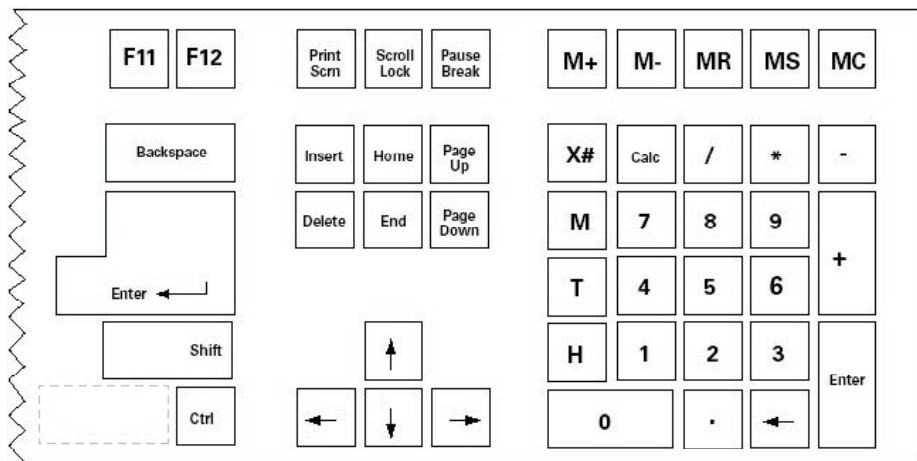 F11 F12 Print Scrn Scroll Lock Pause Break M+ M- MR MS MC
Backspace Insert Home Page Up X# Calc / * -
Delete End Page Down M 7 8 9 +
Enter T 4 5 6
Shift H 1 2 3 Enter
Ctrl 0 .